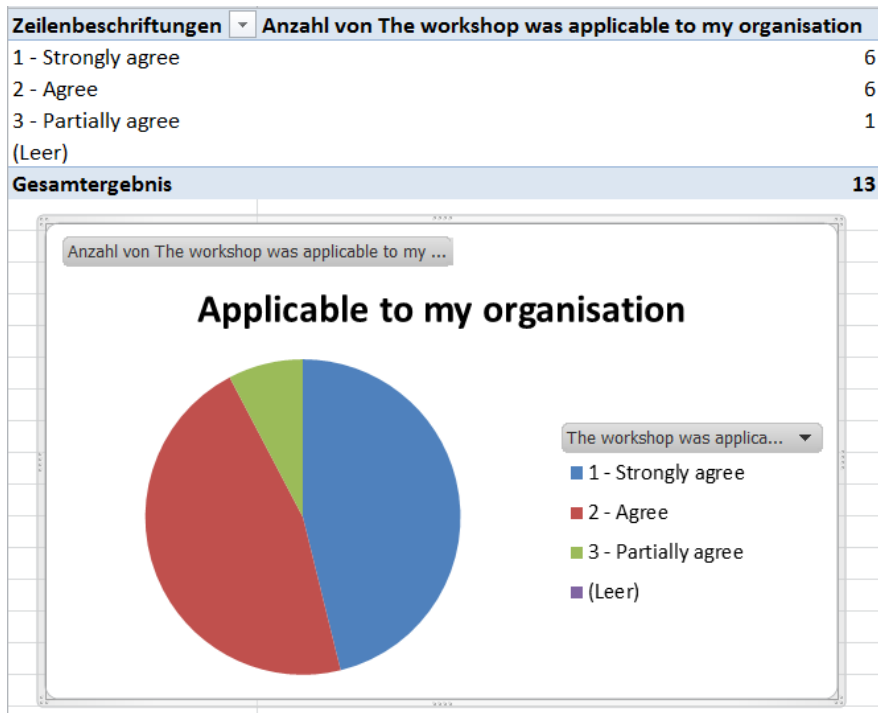 Zeilenbeschriftungen Anzahl von The workshop was applicable to my organisation
1 - Strongly agree 6
2 - Agree 6
3 - Partially agree 1
(Leer)
Gesamtergebnis 13
Anzahl von The workshop was applicable to my ...
Applicable to my organisation
The workshop was applica...
1 - Strongly agree
2 - Agree
3 - Partially agree
(Leer)